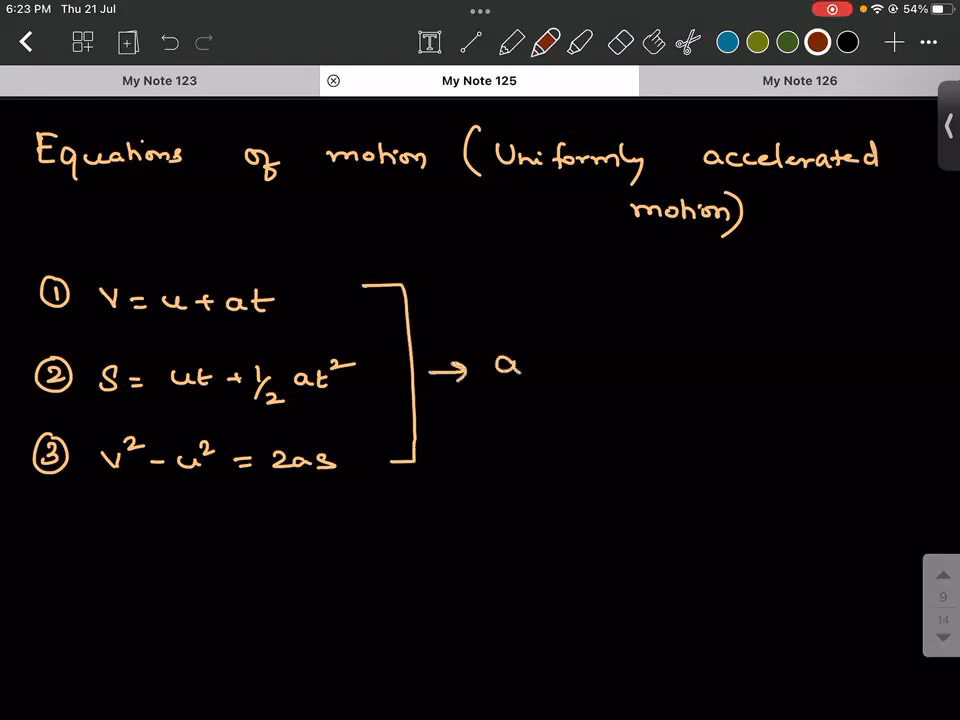 6:23 PM Thu 21 Jul
54%
My Note 123
My Note 125
My Note 126
Equations of motion (Uniformly accelerated
motion)
① v = u + at
② S = ut + 1/2 at²
→ a
③ v² - u² = 2as
9
14